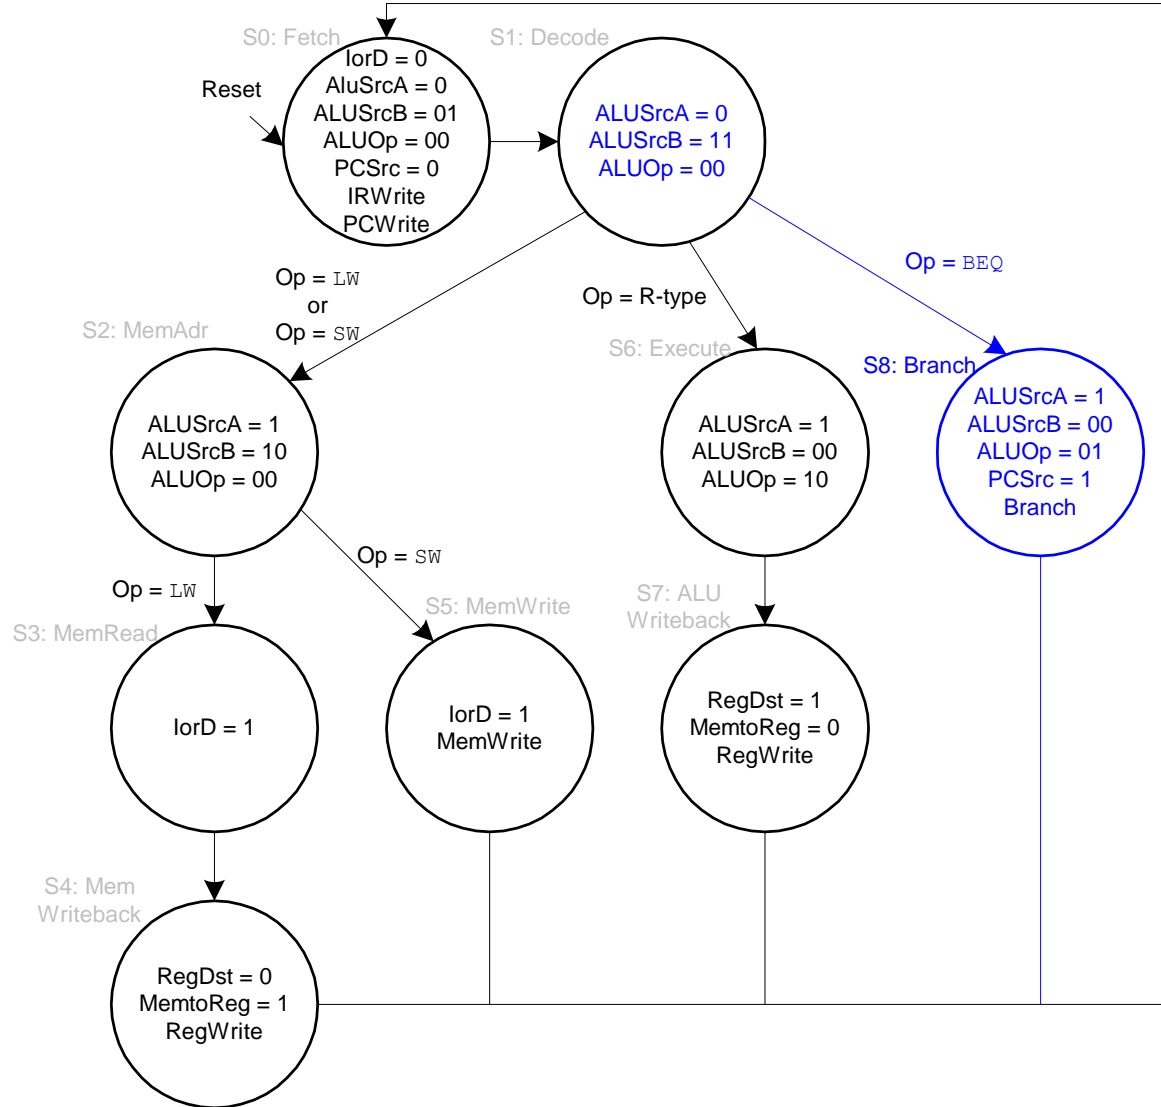 S0: Fetch
IorD = 0
AluSrcA = 0
ALUSrcB = 01
ALUOp = 00
PCSrc = 0
IRWrite
PCWrite
Reset
S1: Decode
ALUSrcA = 0
ALUSrcB = 11
ALUOp = 00
Op = LW
or
Op = SW
Op = R-type
Op = BEQ
S2: MemAdr
ALUSrcA = 1
ALUSrcB = 10
ALUOp = 00
S6: Execute
ALUSrcA = 1
ALUSrcB = 00
ALUOp = 10
S8: Branch
ALUSrcA = 1
ALUSrcB = 00
ALUOp = 01
PCSrc = 1
Branch
Op = LW
Op = SW
S3: MemRead
IorD = 1
S5: MemWrite
IorD = 1
MemWrite
S7: ALU
Writeback
RegDst = 1
MemtoReg = 0
RegWrite
S4: Mem
Writeback
RegDst = 0
MemtoReg = 1
RegWrite